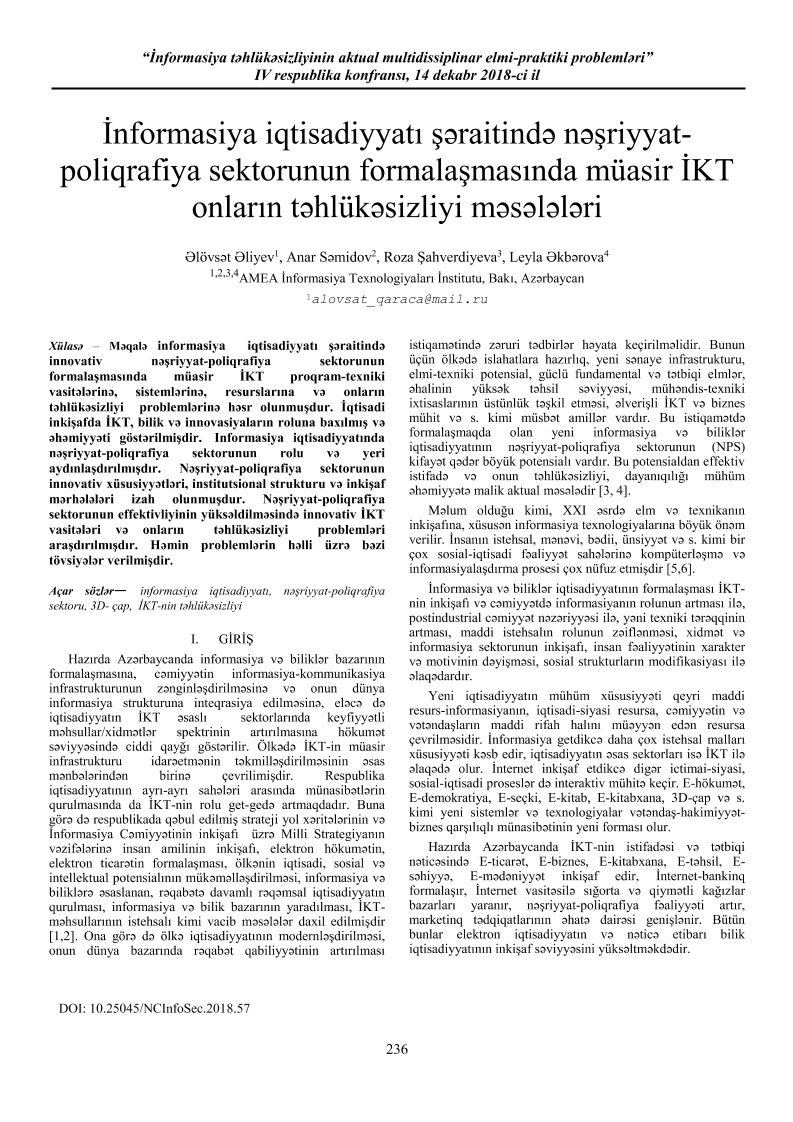 “İnformasiya təhlükəsizliyinin aktual multidissiplinar elmi-praktiki problemləri”
IV respublika konfransı, 14 dekabr 2018-ci il
İnformasiya iqtisadiyyatı şəraitində nəşriyyat-
poliqrafiya sektorunun formalaşmasında müasir İKT
onların təhlükəsizliyi məsələləri
Əlövsət Əliyev1, Anar Səmidov2, Roza Şahverdiyeva3, Leyla Əkbərova4
1,2,3,4AMEA İnformasiya Texnologiyaları İnstitutu, Bakı, Azərbaycan
1alovsat_qaraca@mail.ru
Xülasə – Məqalə informasiya iqtisadiyyatı şəraitində
innovativ nəşriyyat-poliqrafiya sektorunun
formalaşmasında müasir İKT proqram-texniki
vasitələrinə, sistemlərinə, resurslarına və onların
təhlükəsizliyi problemlərinə həsr olunmuşdur. İqtisadi
inkişafda İKT, bilik və innovasiyaların roluna baxılmış və
əhəmiyyəti göstərilmişdir. Informasiya iqtisadiyyatında
nəşriyyat-poliqrafiya sektorunun rolu və yeri
aydınlaşdırılmışdır. Nəşriyyat-poliqrafiya sektorunun
innovativ xüsusiyyətləri, institutsional strukturu və inkişaf
mərhələləri izah olunmuşdur. Nəşriyyat-poliqrafiya
sektorunun effektivliyinin yüksəldilməsində innovativ İKT
vasitələri və onların təhlükəsizliyi problemləri
araşdırılmışdır. Həmin problemlərin həlli üzrə bəzi
tövsiyələr verilmişdir.
Açar sözlər— informasiya iqtisadiyyatı, nəşriyyat-poliqrafiya
sektoru, 3D- çap, İKT-nin təhlükəsizliyi
I. GİRİŞ
Hazırda Azərbaycanda informasiya və biliklər bazarının
formalaşmasına, cəmiyyətin informasiya-kommunikasiya
infrastrukturunun zənginləşdirilməsinə və onun dünya
informasiya strukturuna inteqrasiya edilməsinə, eləcə də
iqtisadiyyatın İKT əsaslı sektorlarında keyfiyyətli
məhsullar/xidmətlər spektrinin artırılmasına hökumət
səviyyəsində ciddi qayğı göstərilir. Ölkədə İKT-in müasir
infrastrukturu idarəetmənin təkmilləşdirilməsinin əsas
mənbələrindən birinə çevrilimişdir. Respublika
iqtisadiyyatının ayrı-ayrı sahələri arasında münasibətlərin
qurulmasında da İKT-nin rolu get-gedə artmaqdadır. Buna
görə də respublikada qəbul edilmiş strateji yol xəritələrinin və
İnformasiya Cəmiyyətinin inkişafı üzrə Milli Strategiyanın
vəzifələrinə insan amilinin inkişafı, elektron hökumətin,
elektron ticarətin formalaşması, ölkənin iqtisadi, sosial və
intellektual potensialının mükəməlləşdirilməsi, informasiya və
biliklərə əsaslanan, rəqabətə davamlı rəqəmsal iqtisadiyyatın
qurulması, informasiya və bilik bazarının yaradılması, İKT-
məhsullarının istehsalı kimi vacib məsələlər daxil edilmişdir
[1,2]. Ona görə də ölkə iqtisadiyyatının modernləşdirilməsi,
onun dünya bazarında rəqabət qabiliyyətinin artırılması
istiqamətində zəruri tədbirlər həyata keçirilməlidir. Bunun
üçün ölkədə islahatlara hazırlıq, yeni sənaye infrastrukturu,
elmi-texniki potensial, güclü fundamental və tətbiqi elmlər,
əhalinin yüksək təhsil səviyyəsi, mühəndis-texniki
ixtisaslarının üstünlük təşkil etməsi, əlverişli İKT və biznes
mühit və s. kimi müsbət amillər vardır. Bu istiqamətdə
formalaşmaqda olan yeni informasiya və biliklər
iqtisadiyyatının nəşriyyat-poliqrafiya sektorunun (NPS)
kifayət qədər böyük potensialı vardır. Bu potensialdan effektiv
istifadə və onun təhlükəsizliyi, dayanıqılığı mühüm
əhəmiyyətə malik aktual məsələdir [3, 4].
Məlum olduğu kimi, XXI əsrdə elm və texnikanın
inkişafına, xüsusən informasiya texnologiyalarına böyük önəm
verilir. İnsanın istehsal, mənəvi, bədii, ünsiyyət və s. kimi bir
çox sosial-iqtisadi fəaliyyət sahələrinə kompüterləşmə və
informasiyalaşdırma prosesi çox nüfuz etmişdir [5,6].
İnformasiya və biliklər iqtisadiyyatının formalaşması İKT-
nin inkişafı və cəmiyyətdə informasiyanın rolunun artması ilə,
postindustrial cəmiyyət nəzəriyyəsi ilə, yəni texniki tərəqqinin
artması, maddi istehsalın rolunun zəifləməsi, xidmət və
informasiya sektorunun inkişafı, insan fəaliyyətinin xarakter
və motivinin dəyişməsi, sosial strukturların modifikasiyası ilə
əlaqədardır.
Yeni iqtisadiyyatın mühüm xüsusiyyəti qeyri maddi
resurs-informasiyanın, iqtisadi-siyasi resursa, cəmiyyətin və
vətəndaşların maddi rifah halını müəyyən edən resursa
çevrilməsidir. İnformasiya getdikcə daha çox istehsal malları
xüsusiyyəti kəsb edir, iqtisadiyyatın əsas sektorları isə İKT ilə
əlaqədə olur. İnternet inkişaf etdikcə digər ictimai-siyasi,
sosial-iqtisadi proseslər də interaktiv mühitə keçir. E-hökumət,
E-demokratiya, E-seçki, E-kitab, E-kitabxana, 3D-çap və s.
kimi yeni sistemlər və texnologiyalar vətəndaş-hakimiyyət-
biznes qarşılıqlı münasibətinin yeni forması olur.
Hazırda Azərbaycanda İKT-nin istifadəsi və tətbiqi
nəticəsində E-ticarət, E-biznes, E-kitabxana, E-təhsil, E-
səhiyyə, E-mədəniyyət inkişaf edir, İnternet-bankinq
formalaşır, İnternet vasitəsilə sığorta və qiymətli kağızlar
bazarları yaranır, nəşriyyat-poliqrafiya fəaliyyəti artır,
marketinq tədqiqatlarının əhatə dairəsi genişlənir. Bütün
bunlar elektron iqtisadiyyatın və nəticə etibarı bilik
iqtisadiyyatının inkişaf səviyyəsini yüksəltməkdədir.
DOI: 10.25045/NCInfoSec.2018.57
236